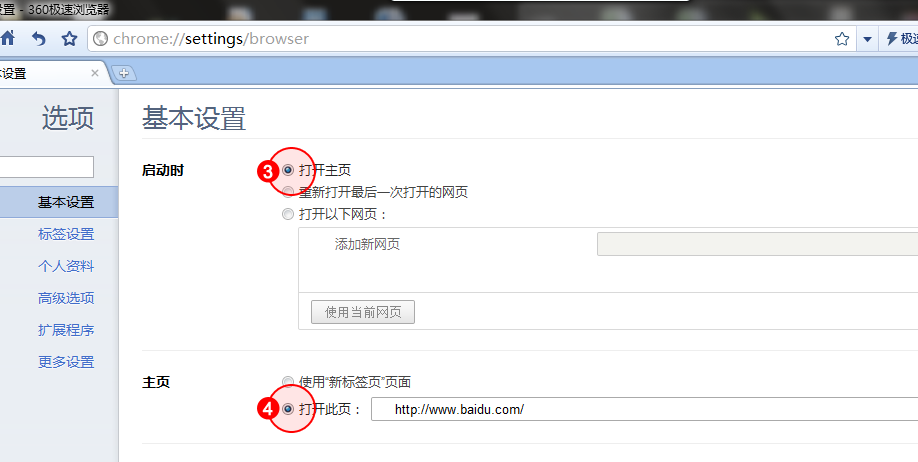 设置 - 360极速浏览器
chrome://settings/browser
极速
本设置
选项
基本设置
标签设置
个人资料
高级选项
扩展程序
更多设置
基本设置
启动时
3
打开主页
重新打开最后一次打开的网页
打开以下网页：
添加新网页
使用当前网页
主页
使用“新标签页”页面
4
打开此页： http://www.baidu.com/